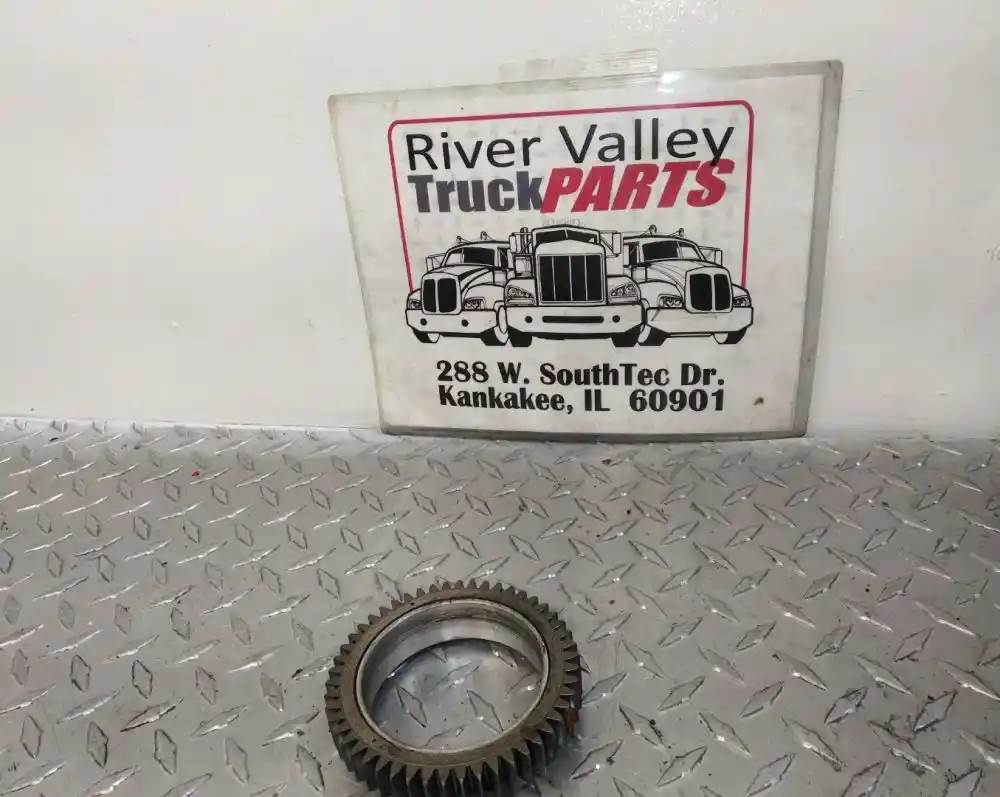 River Valley
TruckPARTS
288 W. SouthTec Dr.
Kankakee, IL 60901